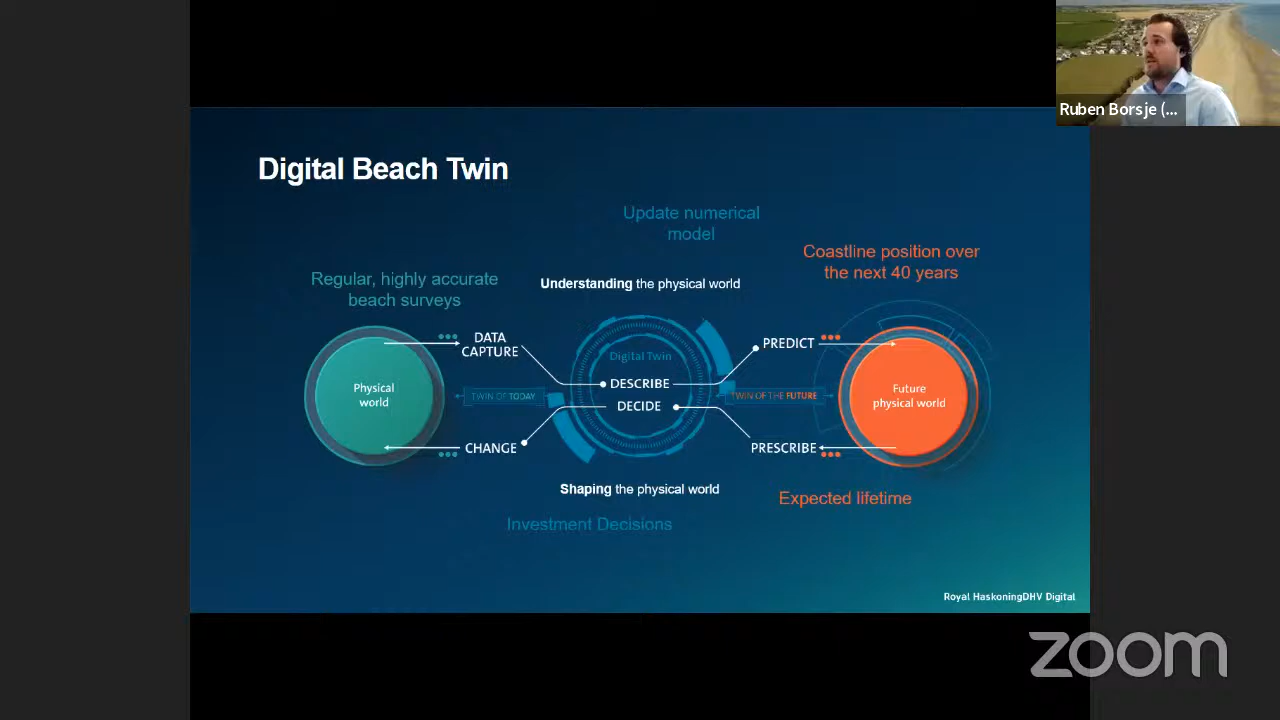 Ruben Borsje (...
Digital Beach Twin
Update numerical
model
Coastline position over
the next 40 years
Regular, highly accurate
beach surveys
Understanding the physical world
DATA
CAPTURE
PREDICT
Digital Twin
Physical
world
DESCRIBE
Future
physical world
TWIN OF TODAY
TWIN OF THE FUTURE
DECIDE
CHANGE
PRESCRIBE
Shaping the physical world
Expected lifetime
Investment Decisions
Royal HaskoningDHV Digital
zoom